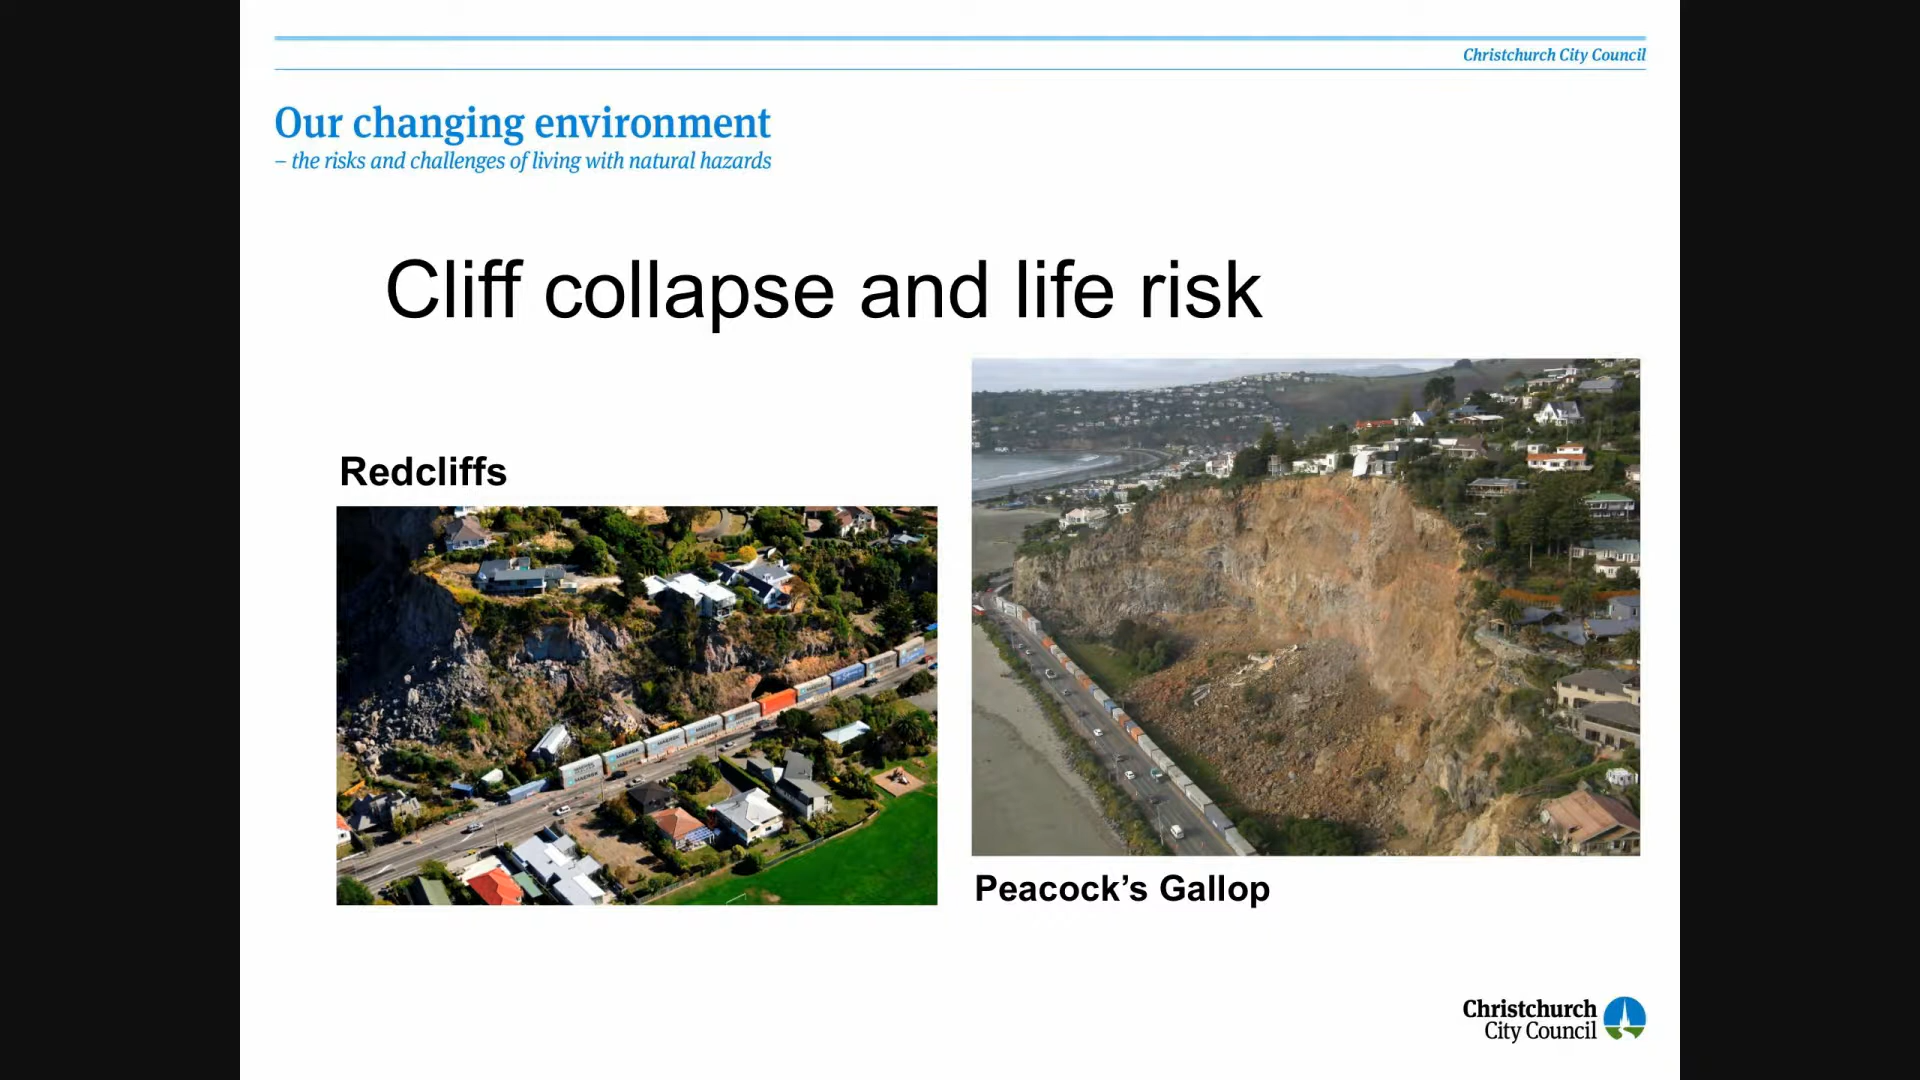 Christchurch City Council
Our changing environment
– the risks and challenges of living with natural hazards
Cliff collapse and life risk
Redcliffs
Peacock’s Gallop
Christchurch
City Council